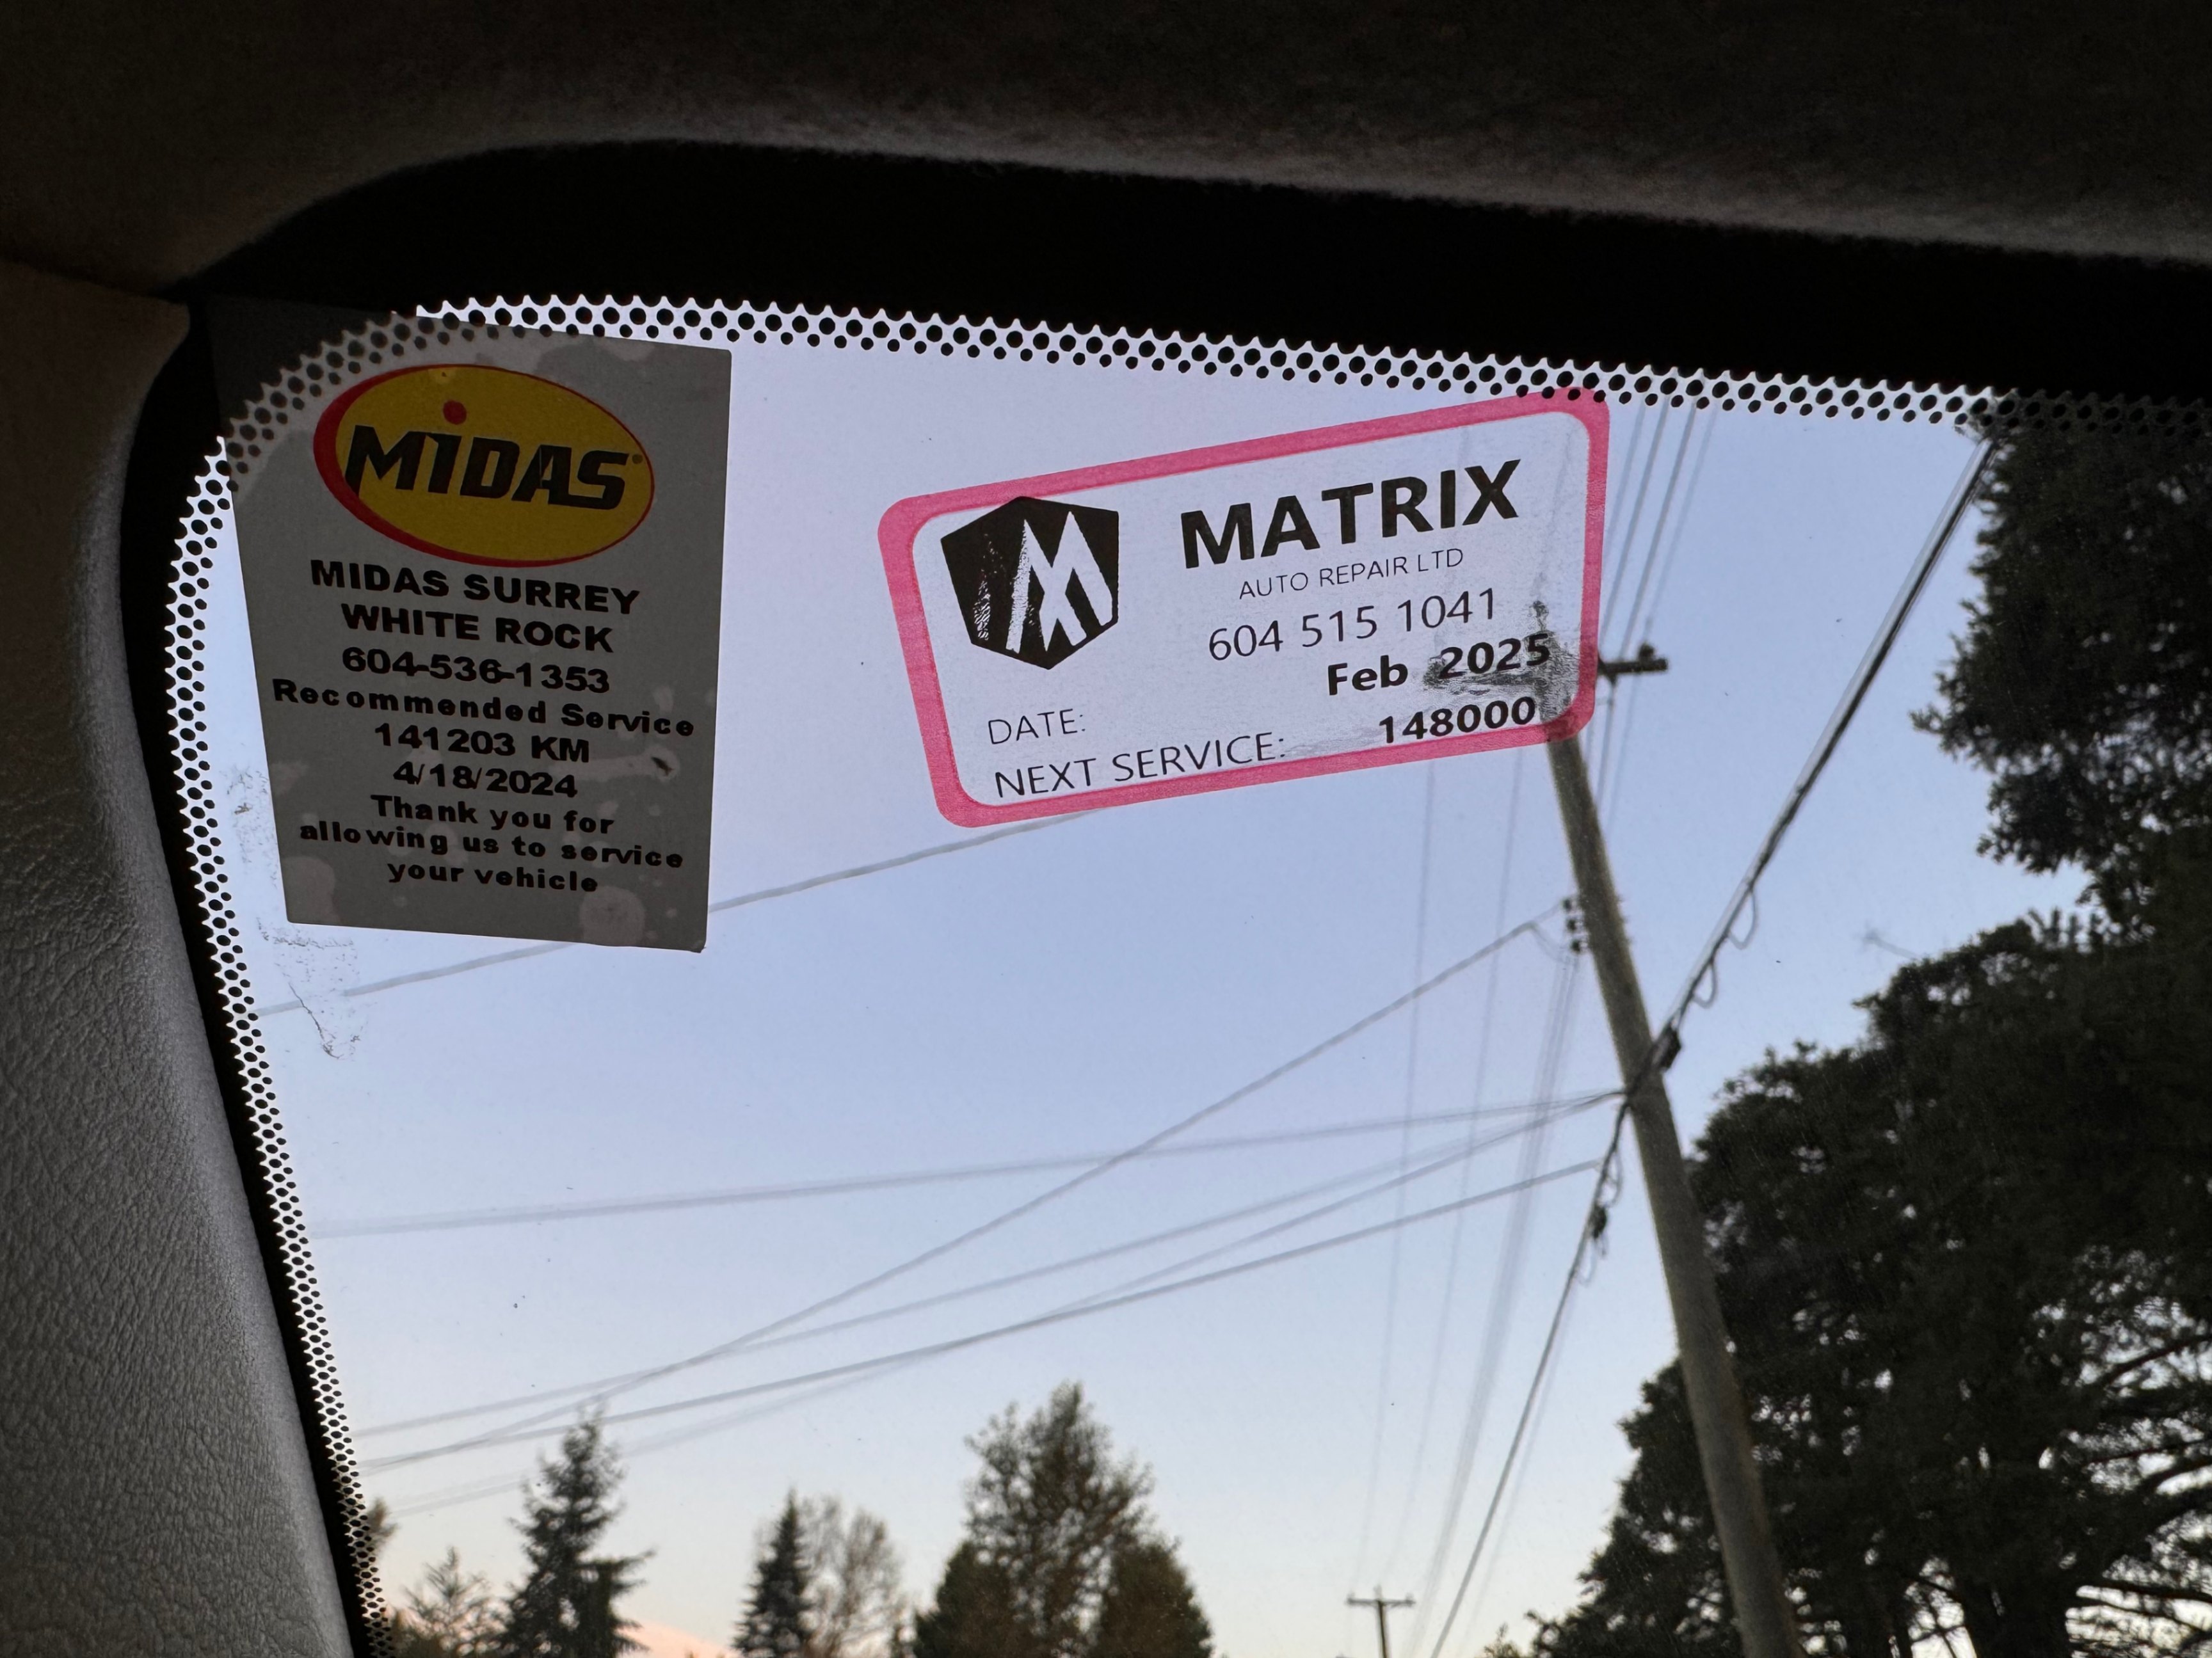 MIDAS
MIDAS SURREY
WHITE ROCK
604-536-1353
Recommended Service
141203 KM
4/18/2024
Thank you for
allowing us to service
your vehicle
MATRIX
AUTO REPAIR LTD
604 515 1041
DATE: Feb 2025
NEXT SERVICE: 148000